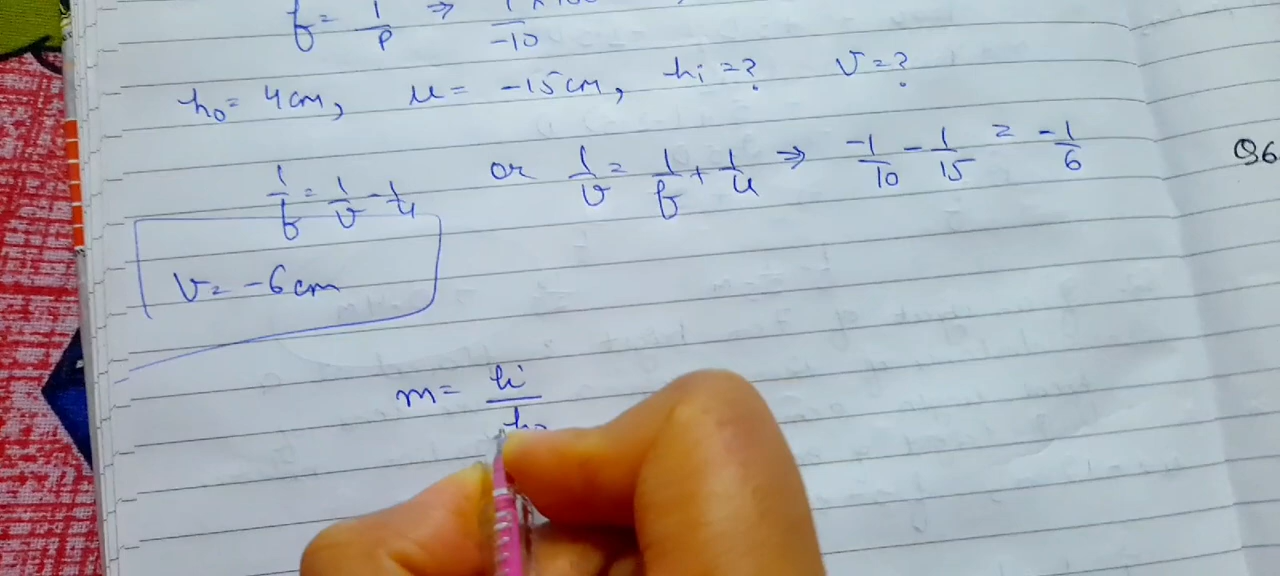 f = 1/P ⇒ 1×100/-10
h₀ = 4cm, u = -15cm, hi = ? v = ?
1/f = 1/v - 1/u or 1/v = 1/f + 1/u ⇒ -1/10 - 1/15 = -1/6
Q6
v = -6cm
m = hi/h₀